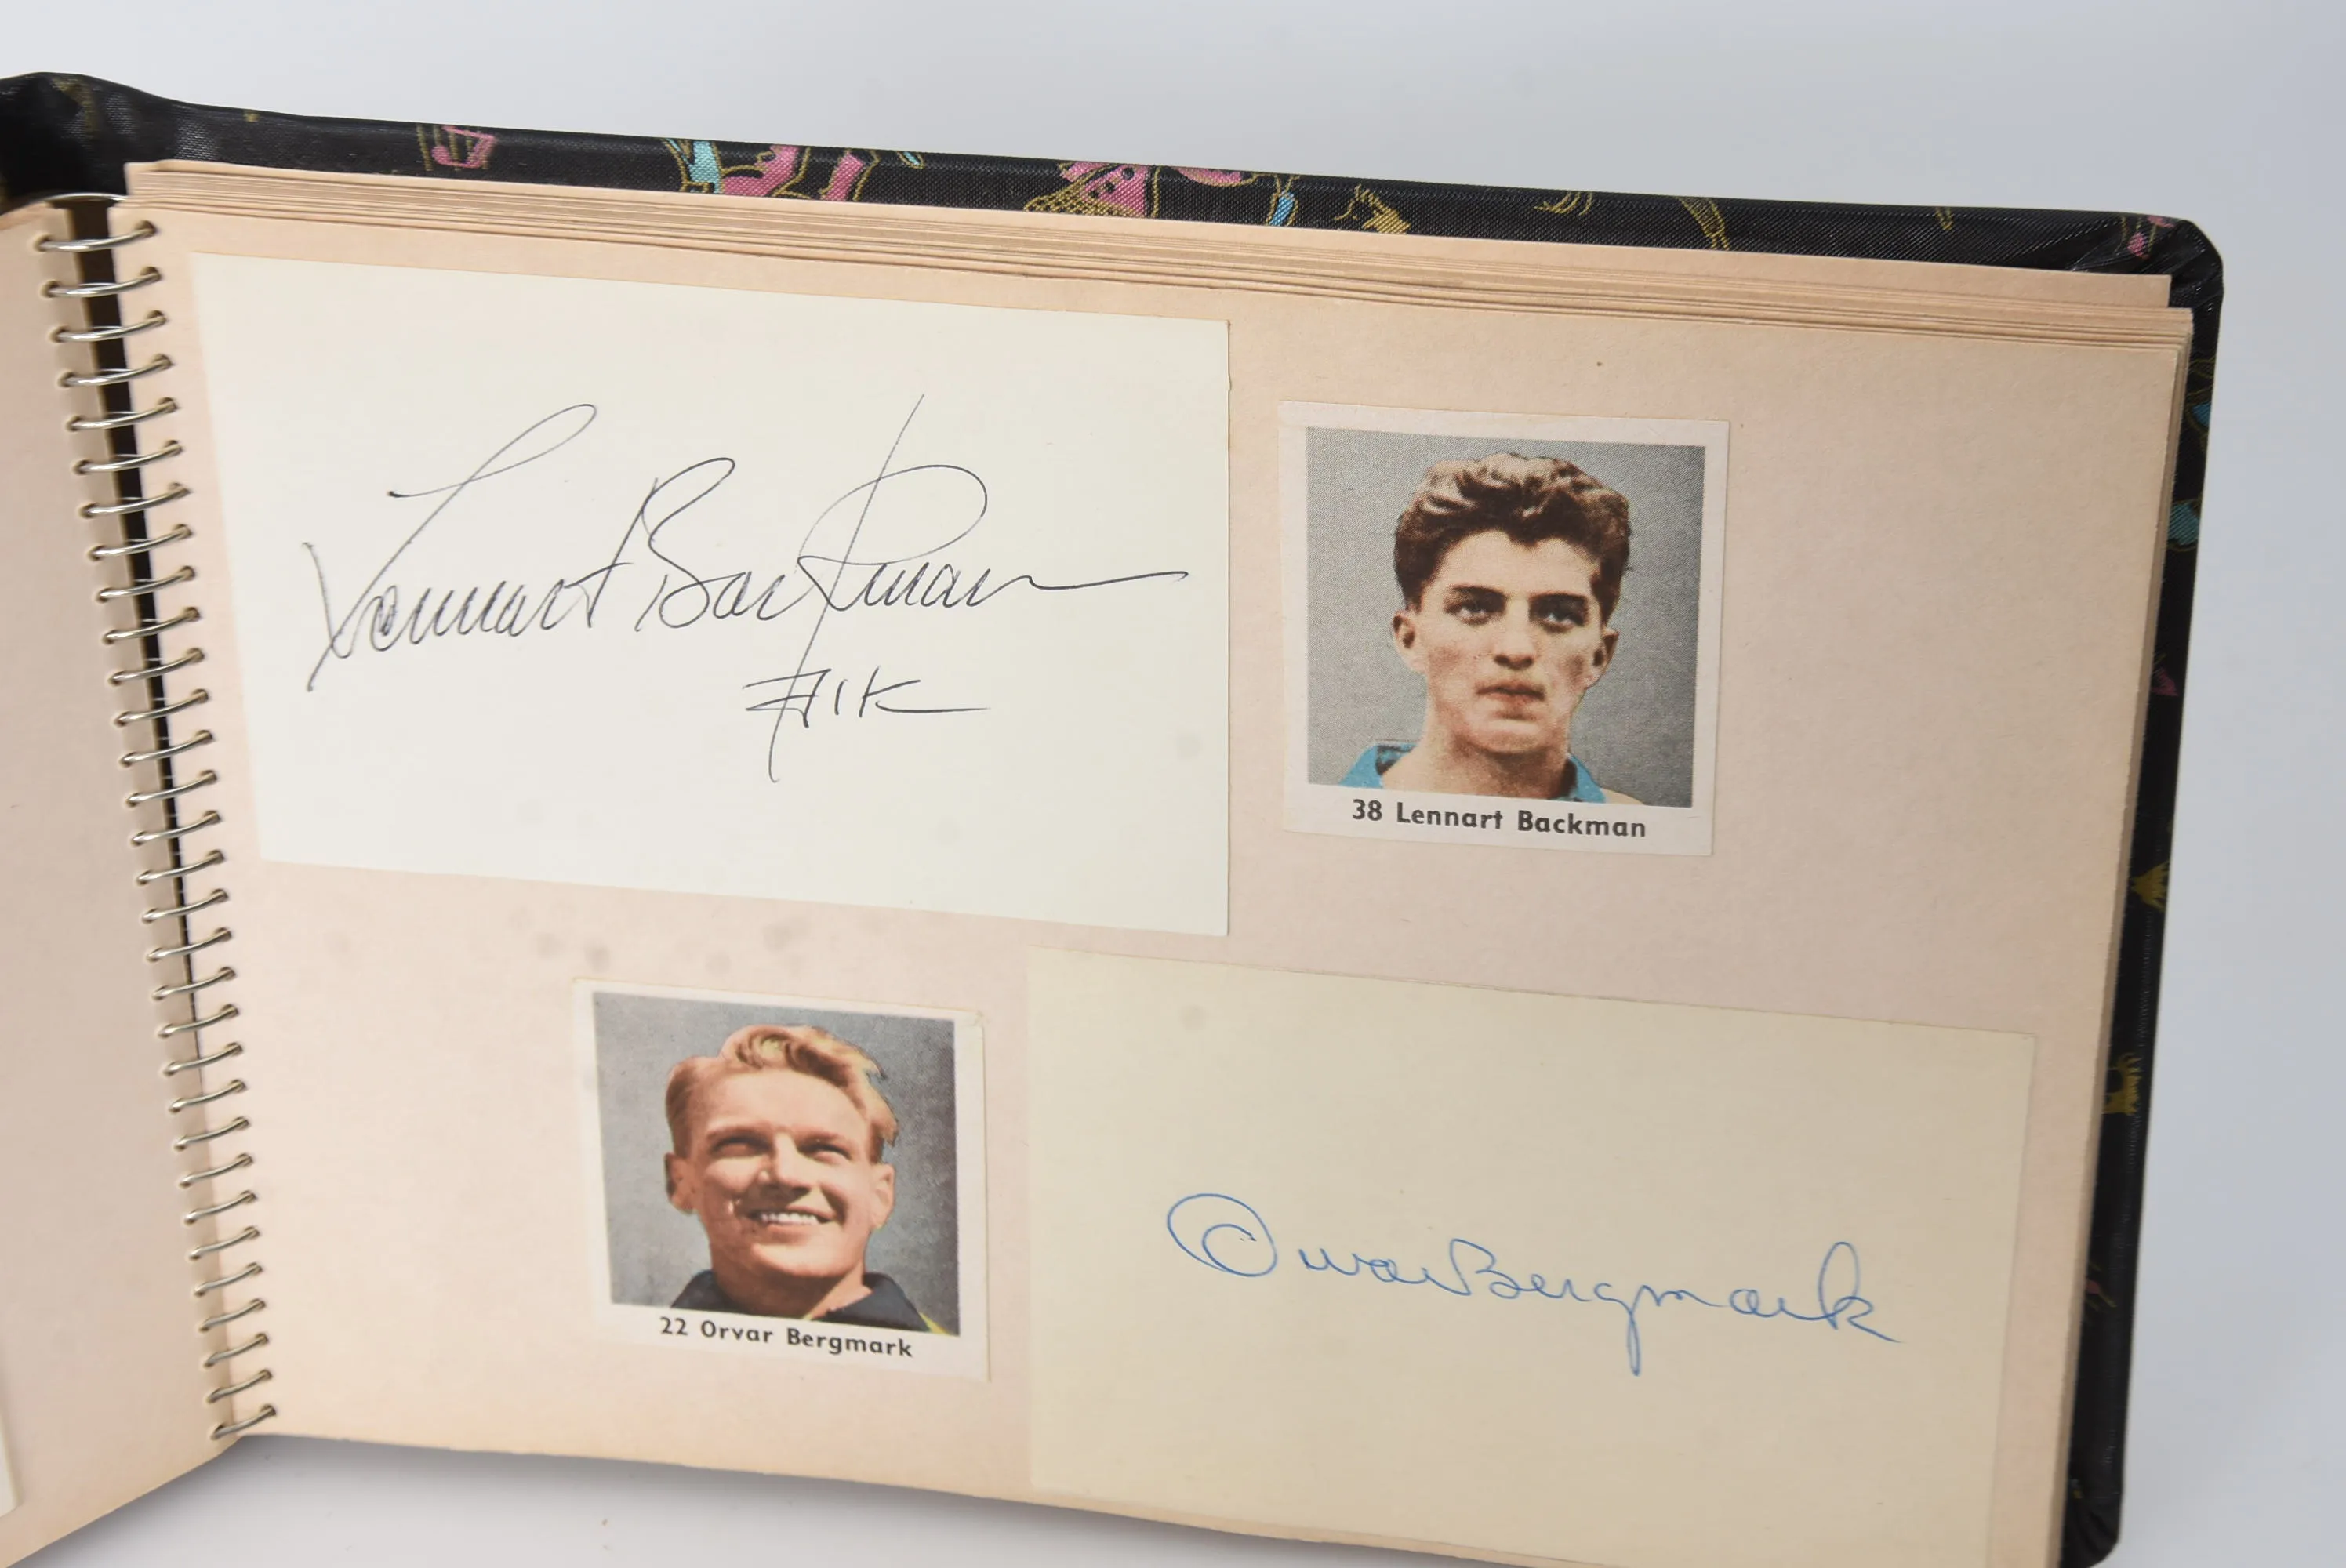 Lennart Backman
AIK
38 Lennart Backman
22 Orvar Bergmark
Orvar Bergmark